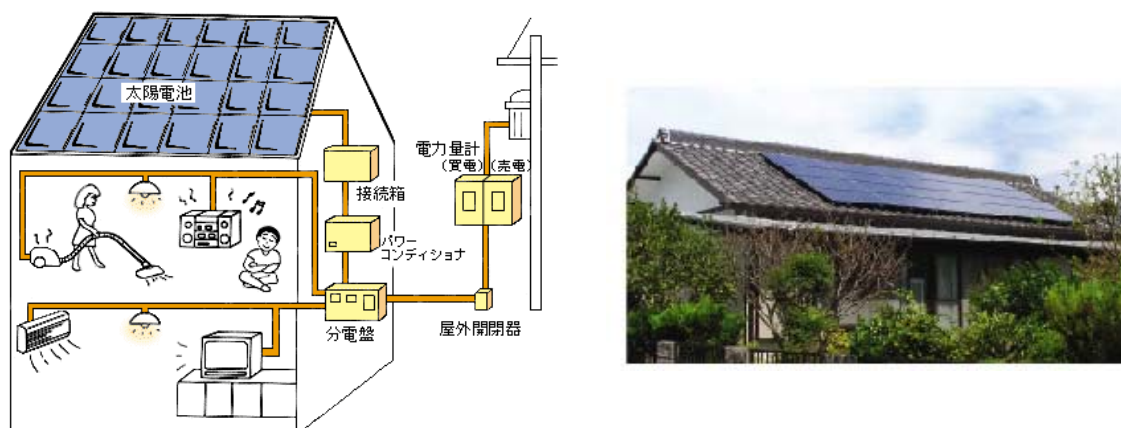 太陽電池
電力量計
(買電)(売電)
接続箱
パワー
コンディショナ
分電盤
屋外開閉器